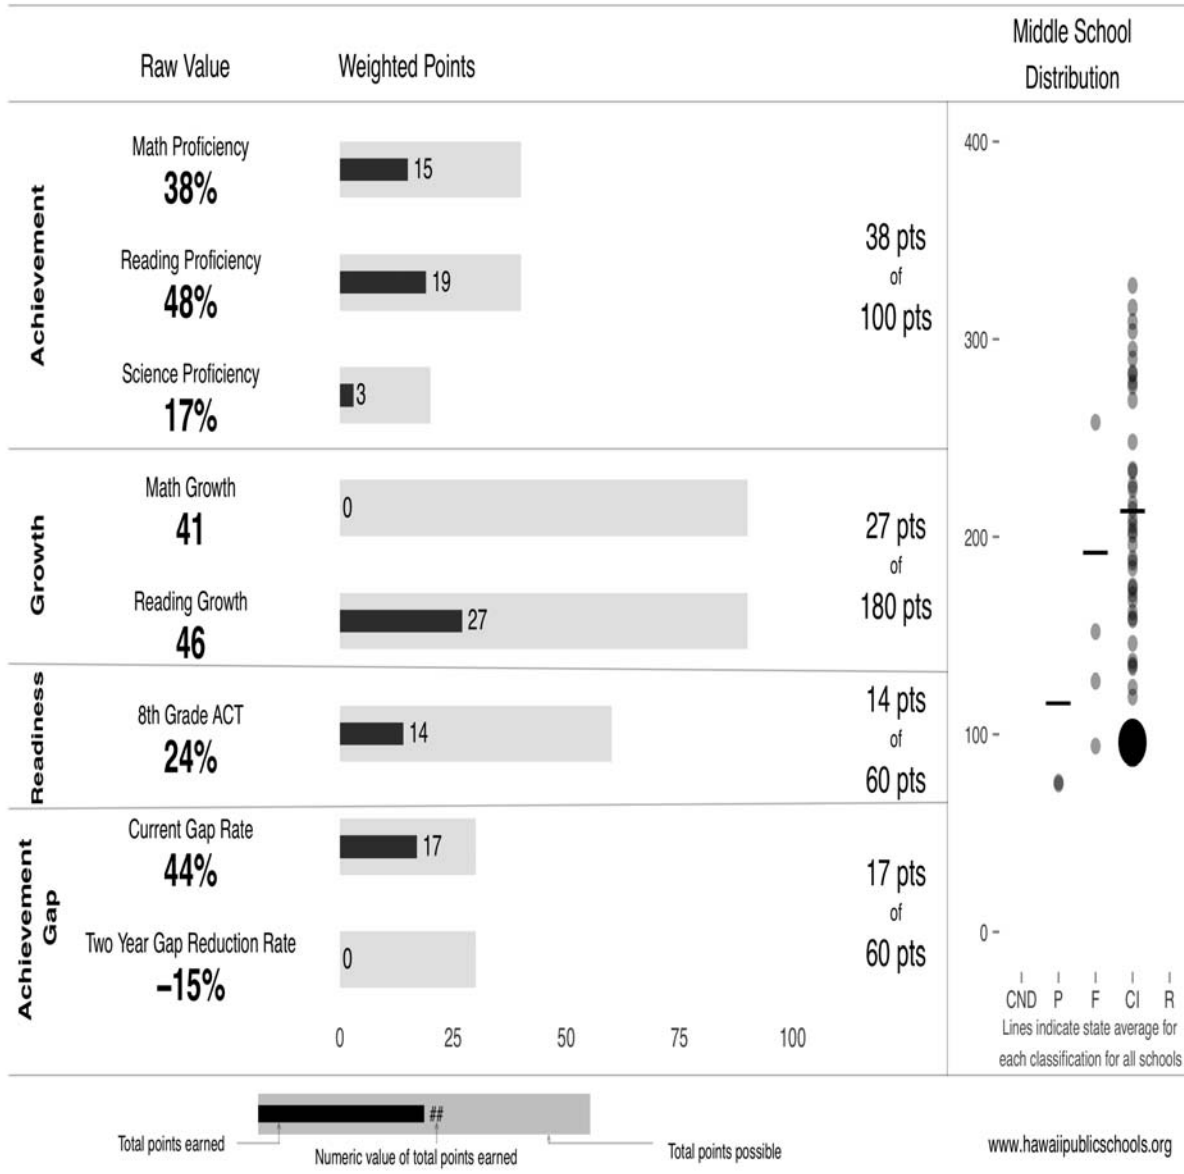 Raw Value
Weighted Points
Middle School
Distribution
Achievement
Math Proficiency
38%
15
Reading Proficiency
48%
19
Science Proficiency
17%
3
38 pts
of
100 pts
Growth
Math Growth
41
0
Reading Growth
46
27
27 pts
of
180 pts
Readiness
8th Grade ACT
24%
14
14 pts
of
60 pts
Achievement
Gap
Current Gap Rate
44%
17
Two Year Gap Reduction Rate
–15%
0
17 pts
of
60 pts
0 25 50 75 100
400
300
200
100
0
CND P F CI R
Lines indicate state average for
each classification for all schools
##
Total points earned
Numeric value of total points earned
Total points possible
www.hawaiipublicschools.org